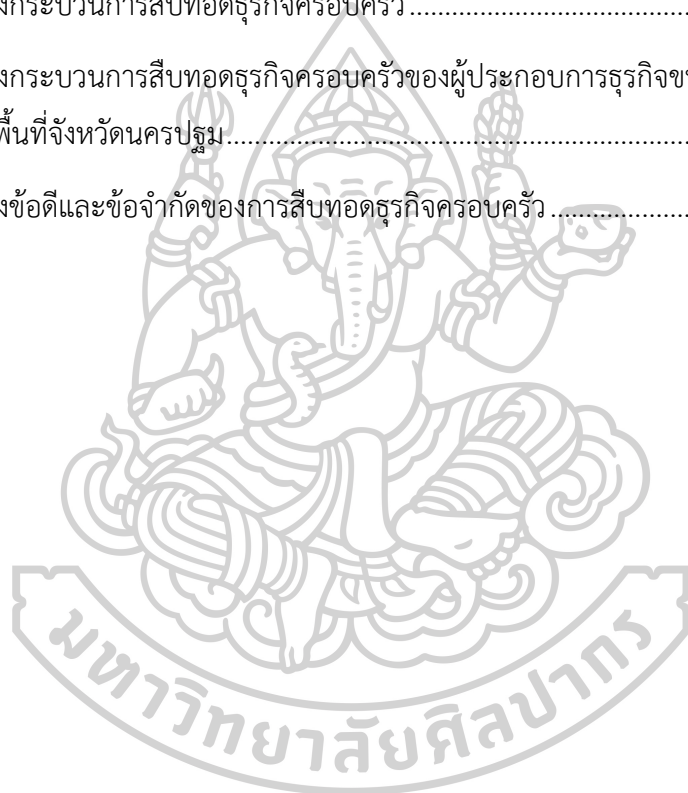 งกระบวนการสืบทอดธุรกิจครอบครัว
งกระบวนการสืบทอดธุรกิจครอบครัวของผู้ประกอบการธุรกิจข
พื้นที่จังหวัดนครปฐม
งข้อดีและข้อจำกัดของการสืบทอดธุรกิจครอบครัว
มหาวิทยาลัยศิลปากร